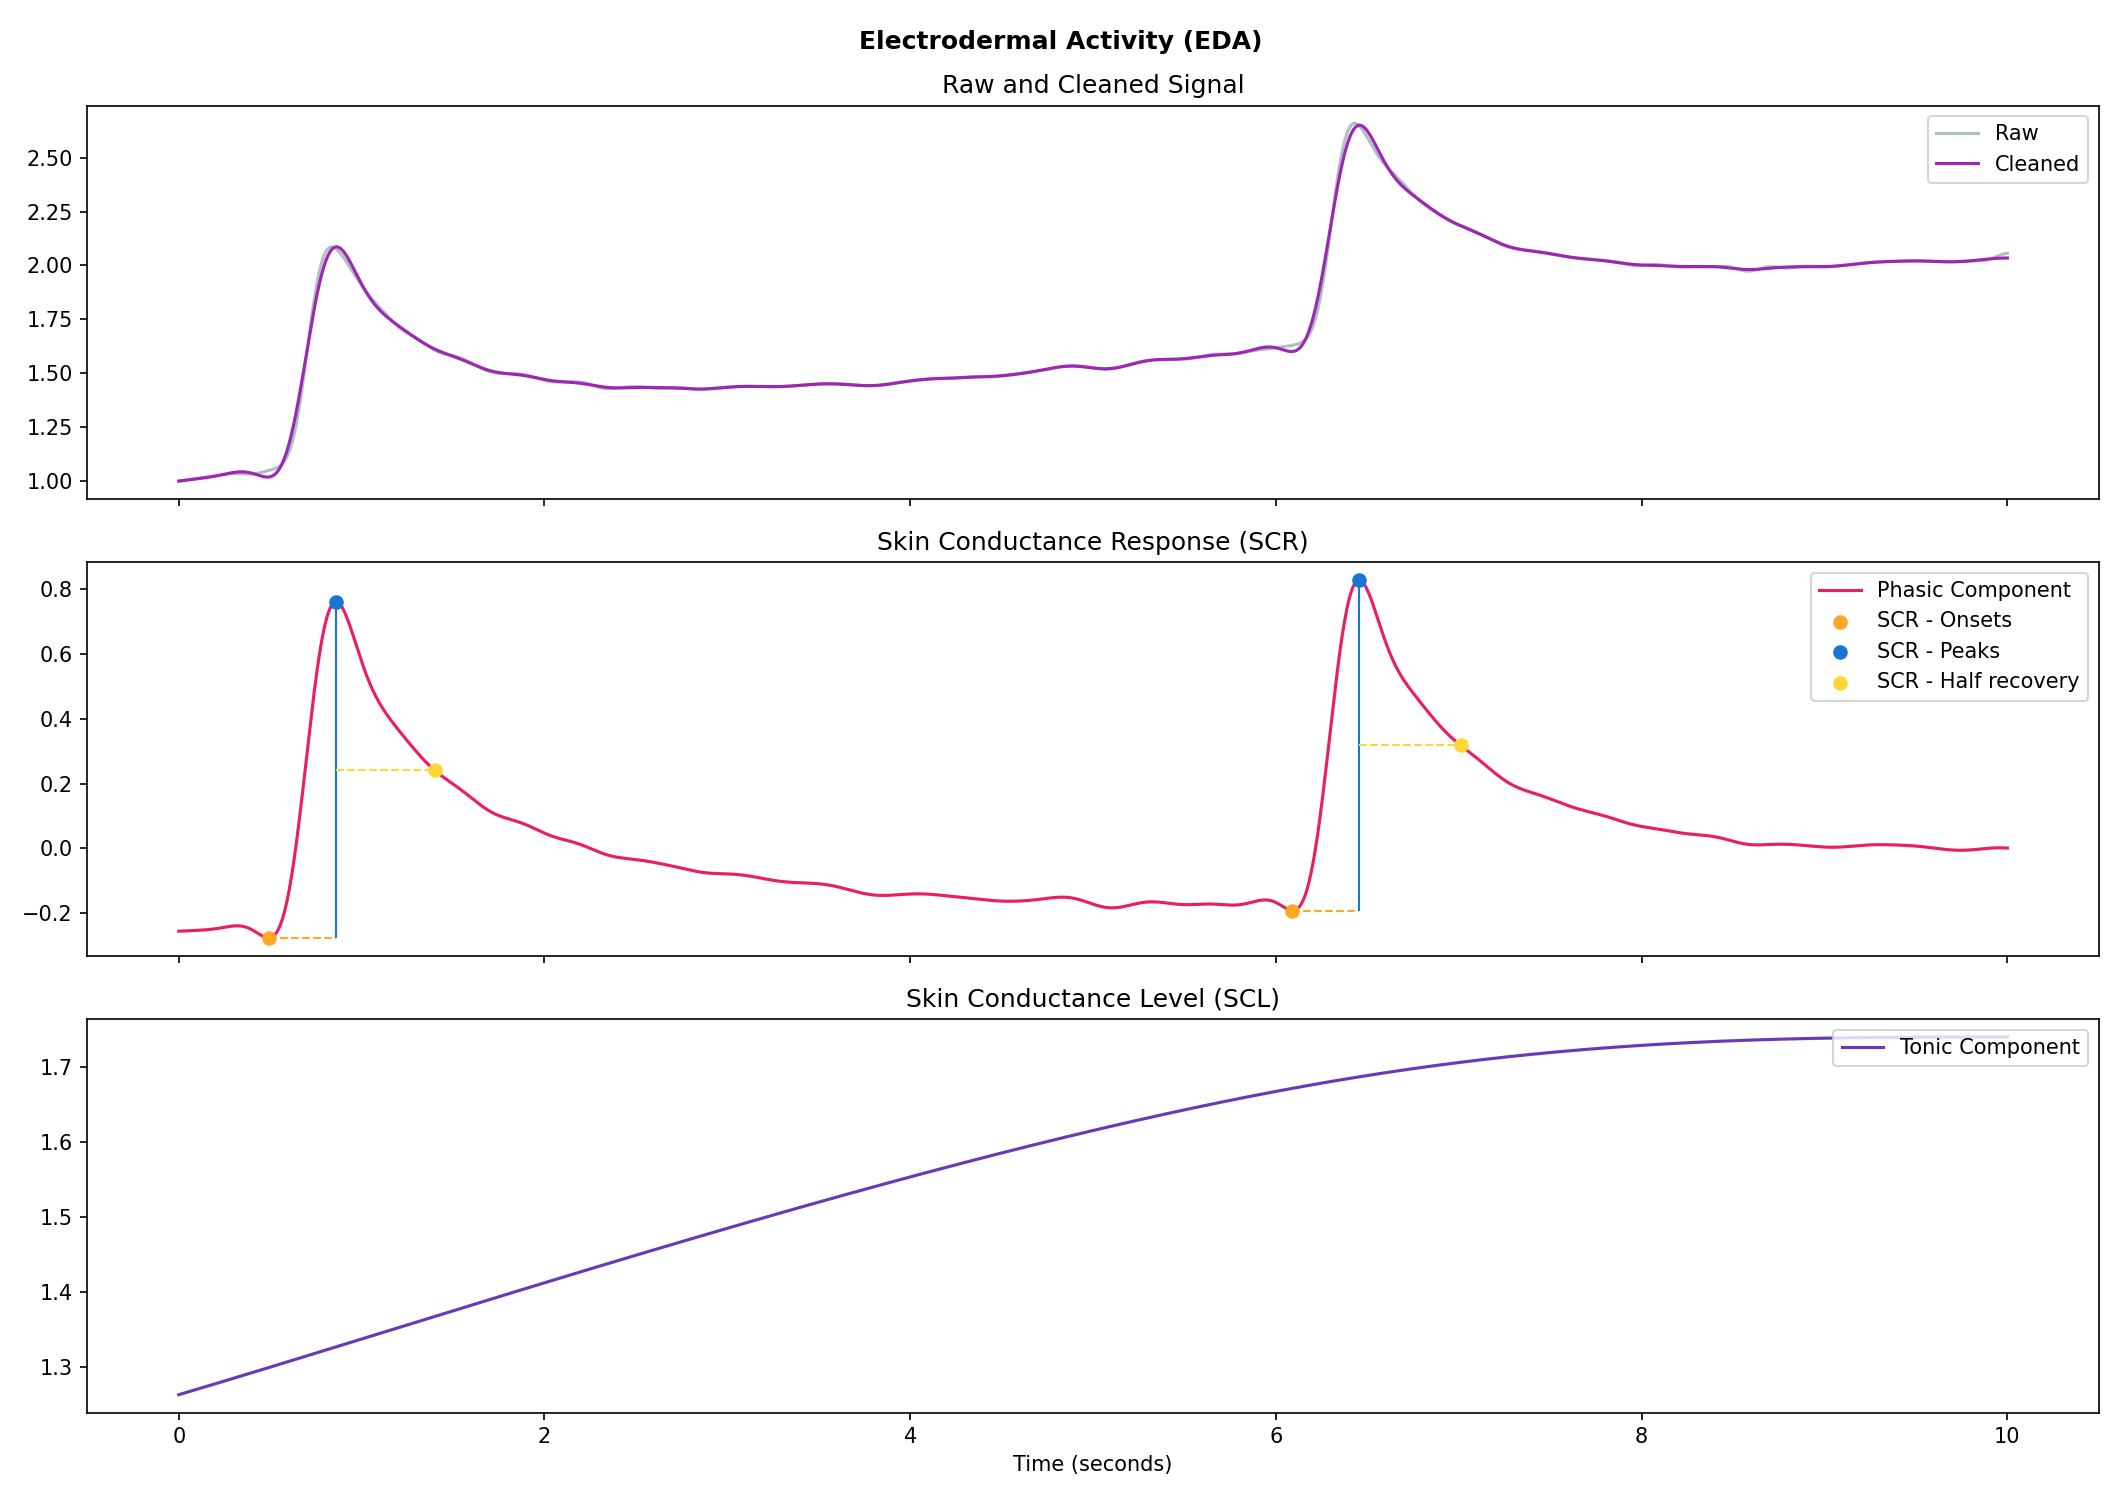 Electrodermal Activity (EDA)
Raw and Cleaned Signal
2.50
2.25
2.00
1.75
1.50
1.25
1.00
Raw
Cleaned
Skin Conductance Response (SCR)
0.8
0.6
0.4
0.2
0.0
−0.2
Phasic Component
SCR - Onsets
SCR - Peaks
SCR - Half recovery
Skin Conductance Level (SCL)
1.7
1.6
1.5
1.4
1.3
Tonic Component
0 2 4 6 8 10
Time (seconds)